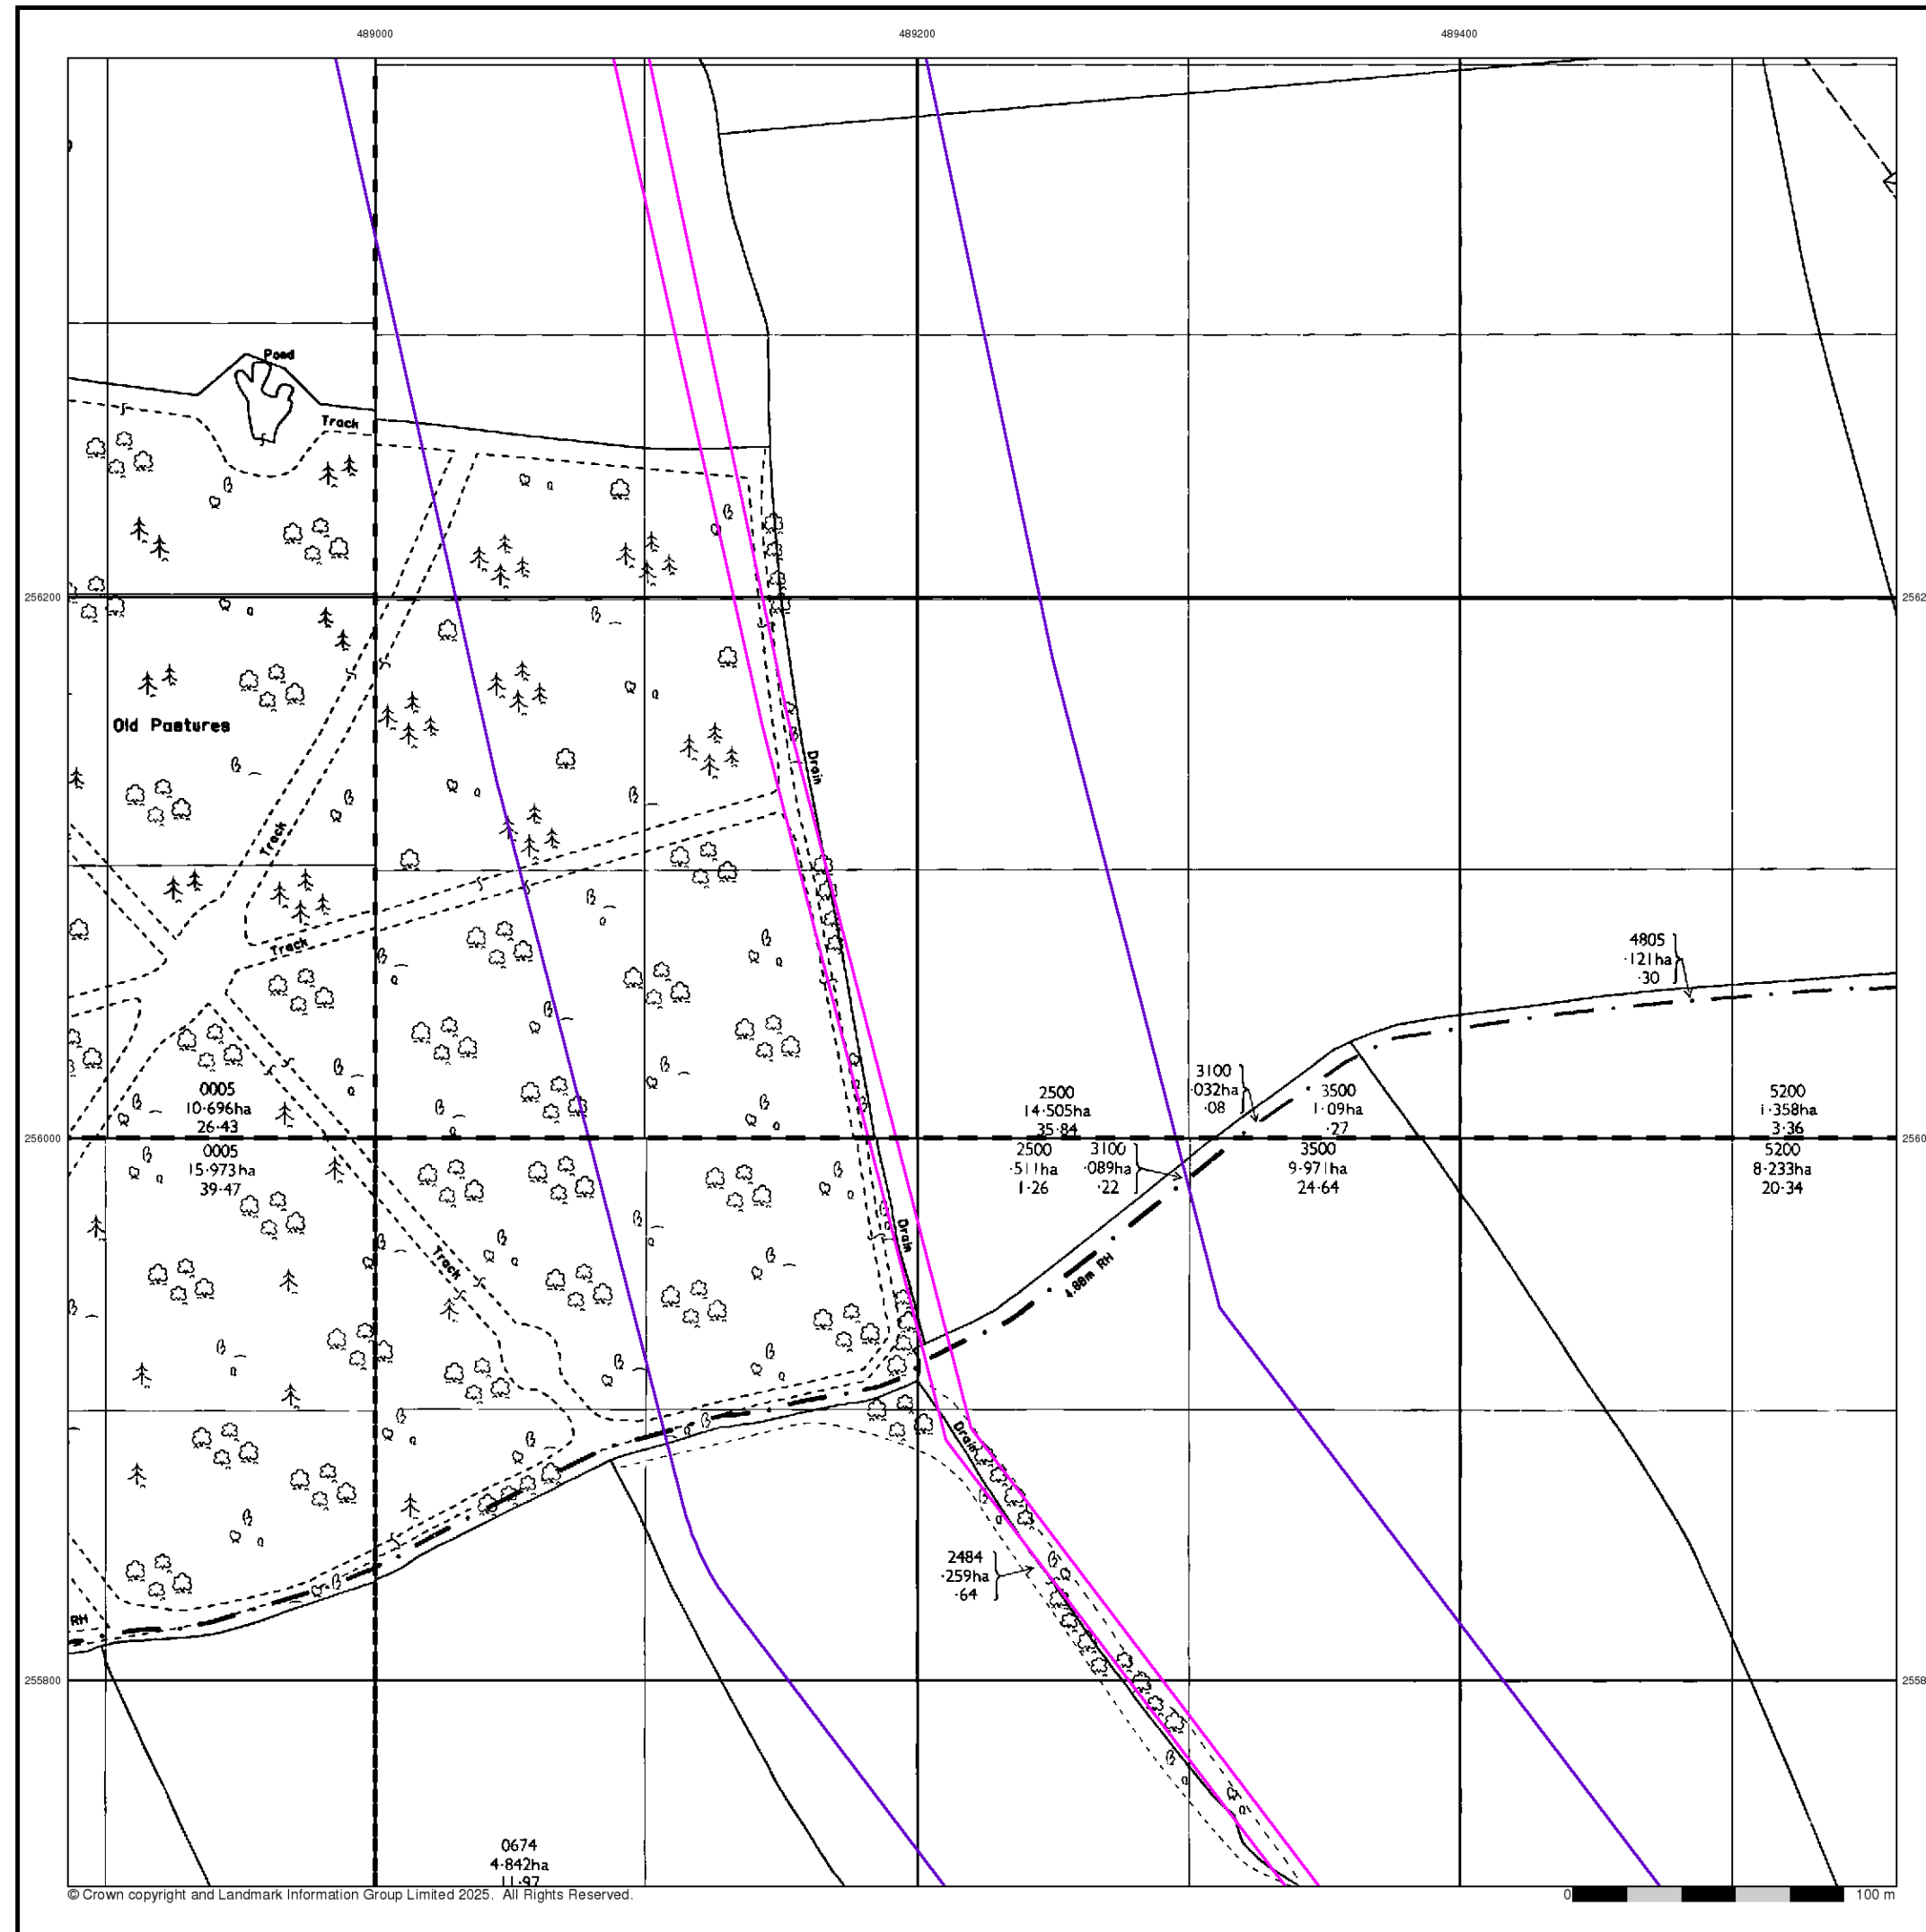 489000
489200
489400
Pond
Track
256200
Old Pastures
Drain
Track
Track
4805
·121ha
·30
0005
10·696ha
26·43
2500
14·505ha
35·84
3100
·032ha
·08
3500
1·09ha
·27
5200
1·358ha
3·36
256000
0005
15·973ha
39·47
2500
·511ha
1·26
3100
·089ha
·22
3500
9·971ha
24·64
5200
8·233ha
20·34
Drain
Track
4.88m RH
Drain
2484
·259ha
·64
RH
255800
0674
4·842ha
11·97
© Crown copyright and Landmark Information Group Limited 2025. All Rights Reserved.
0 100 m